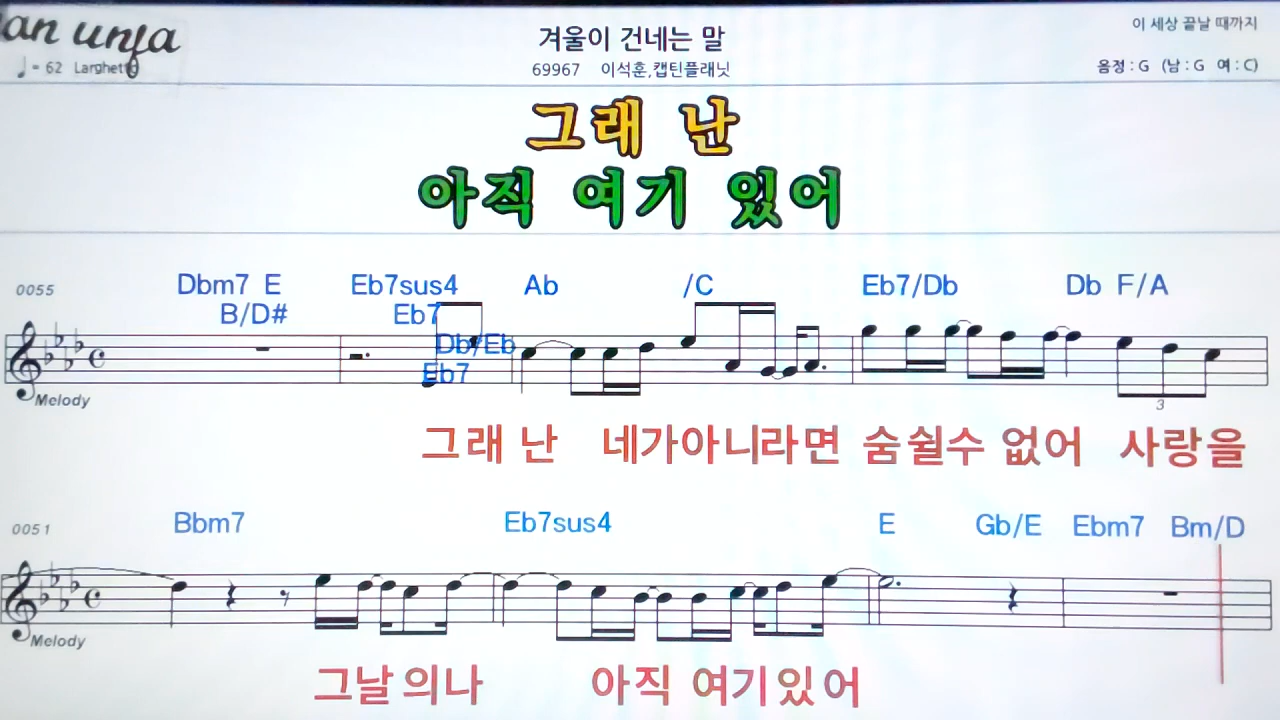 이 세상 끝날 때까지
겨울이 건네는 말
♩= 62 Larghetto
69967 이석훈,캡틴플래닛
음정 : G (남 : G 여 : C)
그래 난
아직 여기 있어
0055 Dbm7 E Eb7sus4 Ab /C Eb7/Db Db F/A
B/D# Eb7
Db/Eb
Eb7
Melody
3
그래 난 네가아니라면 숨쉴수 없어 사랑을
0051 Bbm7 Eb7sus4 E Gb/E Ebm7 Bm/D
Melody
그날의나 아직 여기있어